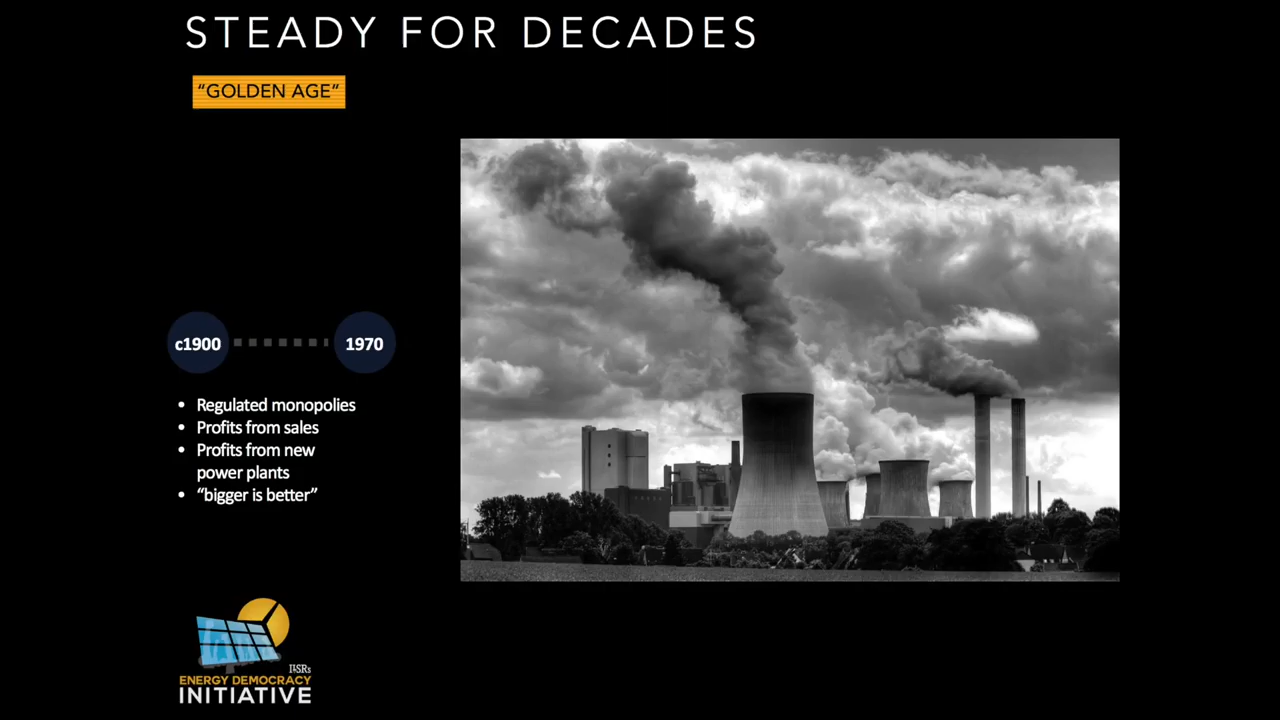 STEADY FOR DECADES
“GOLDEN AGE”
c1900
1970
• Regulated monopolies
• Profits from sales
• Profits from new
power plants
• “bigger is better”
ILSRs
ENERGY DEMOCRACY
INITIATIVE